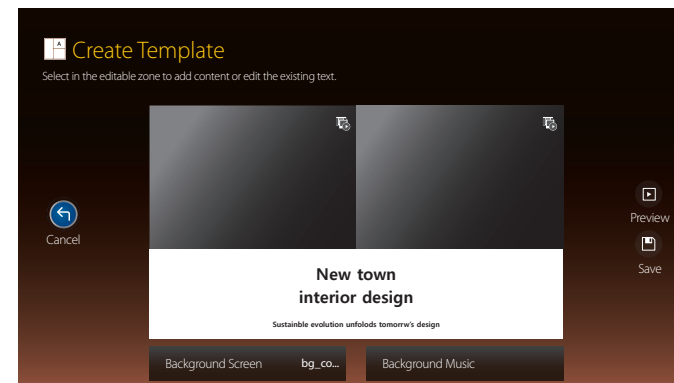 A
Create Template
Select in the editable zone to add content or edit the existing text.
Cancel
Preview
Save
New town
interior design
Sustainble evolution unfolods tomorrw's design
Background Screen bg_co...
Background Music